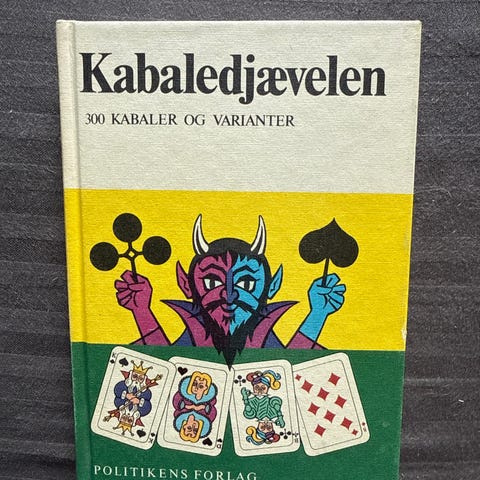 Kabaledjævelen
300 KABALER OG VARIANTER
POLITIKENS FORLAG